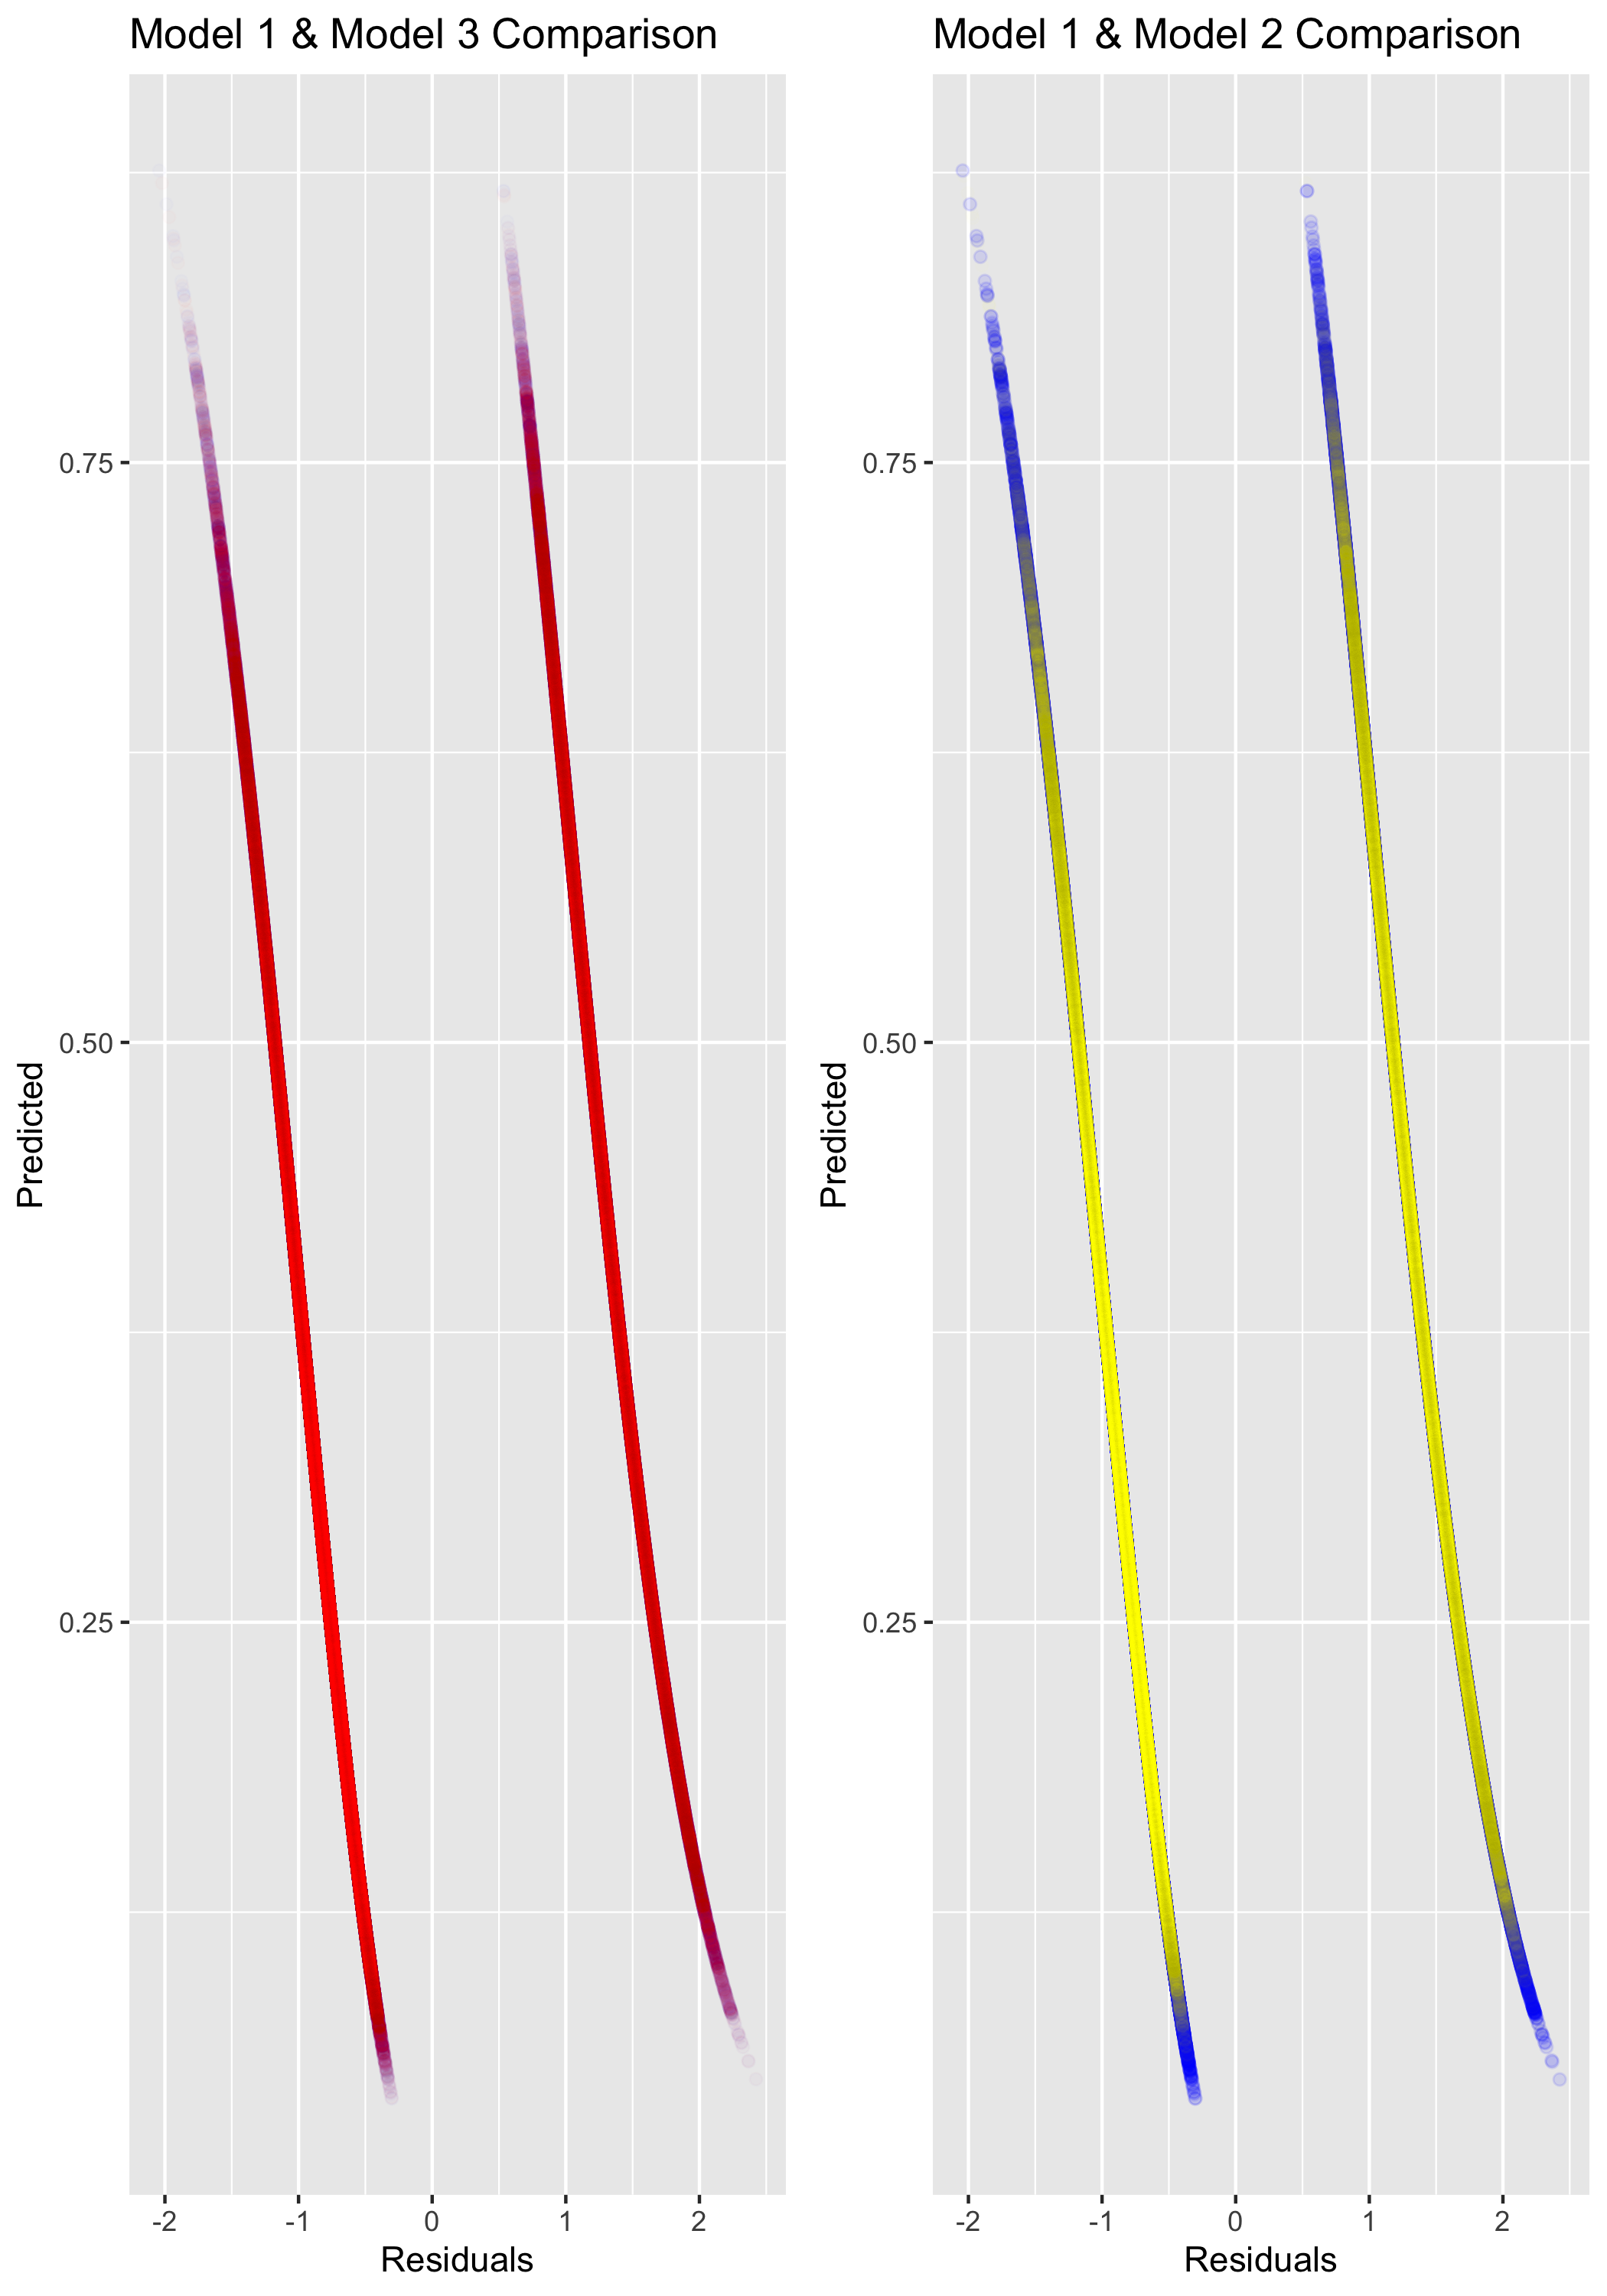 Model 1 & Model 3 Comparison
Predicted
0.75
0.50
0.25
-2 -1 0 1 2
Residuals
Model 1 & Model 2 Comparison
Predicted
0.75
0.50
0.25
-2 -1 0 1 2
Residuals